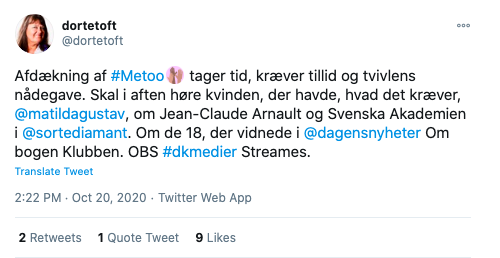 dortetoft
@dortetoft
Afdækning af #Metoo tager tid, kræver tillid og tvivlens
nådegave. Skal i aften høre kvinden, der havde, hvad det kræver,
@matildagustav, om Jean-Claude Arnault og Svenska Akademien
i @sortediamant. Om de 18, der vidnede i @dagensnyheter Om
bogen Klubben. OBS #dkmedier Streames.
Translate Tweet
2:22 PM · Oct 20, 2020 · Twitter Web App
2 Retweets 1 Quote Tweet 9 Likes